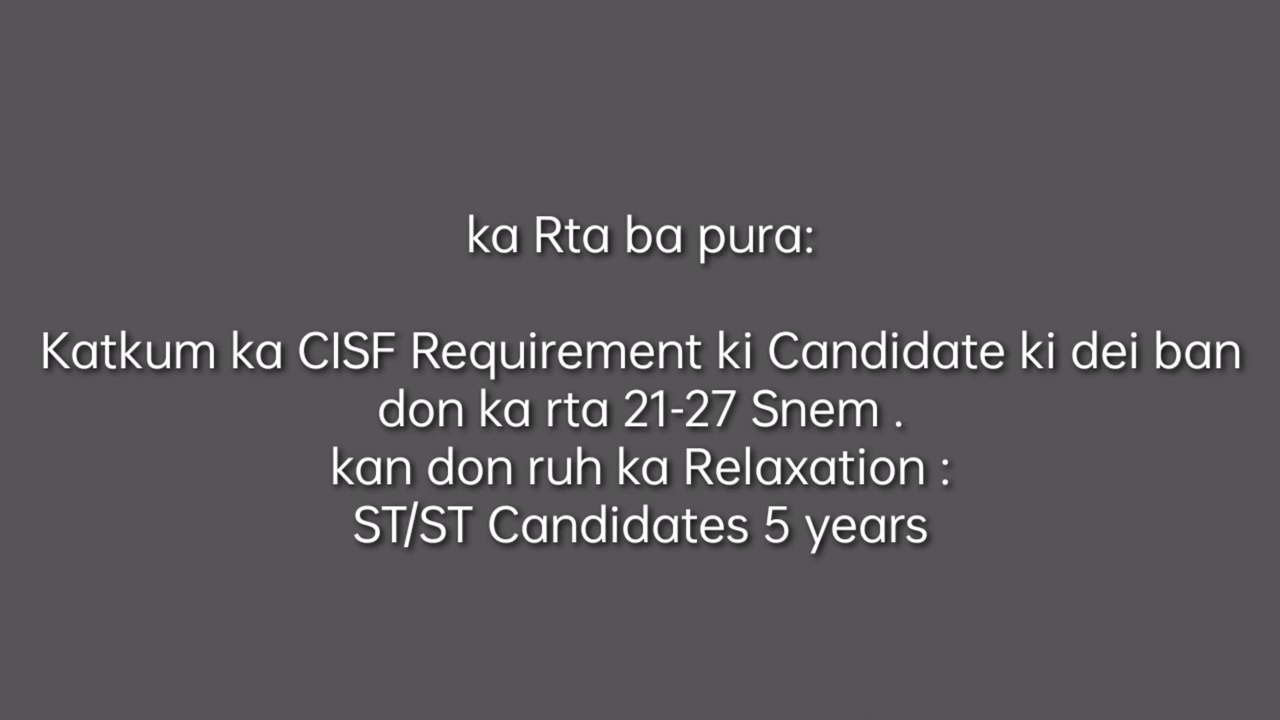 ka Rta ba pura:
Katkum ka CISF Requirement ki Candidate ki dei ban
don ka rta 21-27 Snem .
kan don ruh ka Relaxation :
ST/ST Candidates 5 years